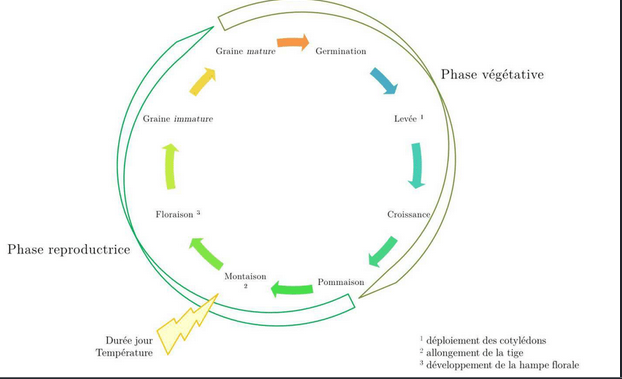 Graine mature
Germination
Phase végétative
Levée ¹
Graine immature
Croissance
Floraison ³
Phase reproductrice
Montaison
²
Pommaison
Durée jour
Température
¹ déploiement des cotylédons
² allongement de la tige
³ développement de la hampe florale